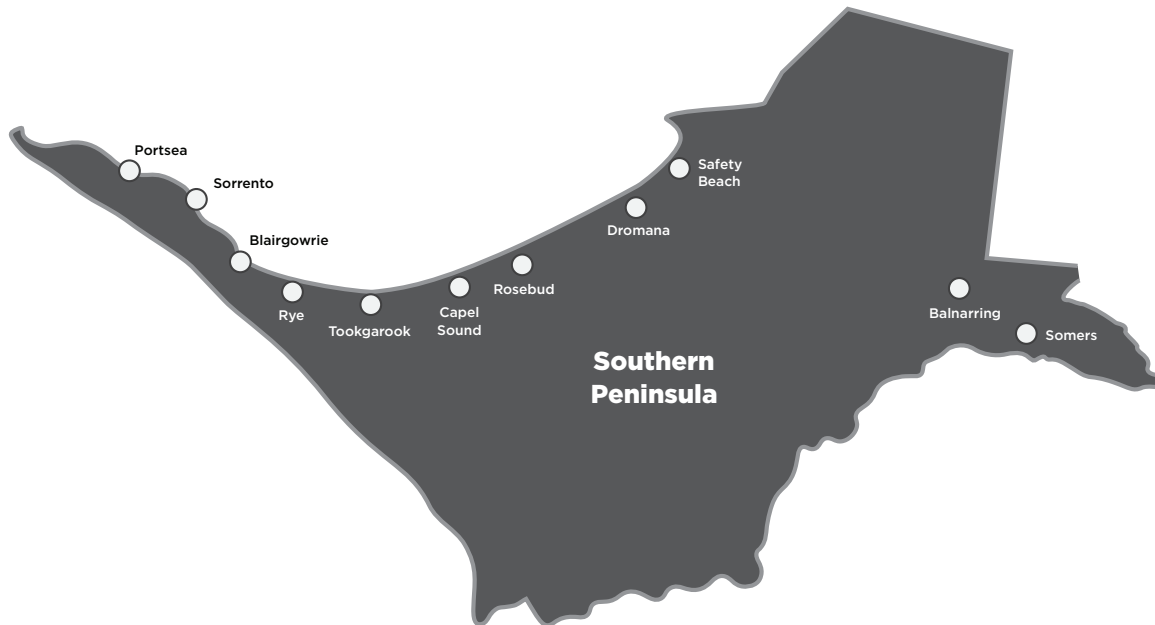 Portsea
Sorrento
Blairgowrie
Rye
Tookgarook
Capel
Sound
Rosebud
Dromana
Safety
Beach
Balnarring
Somers
Southern
Peninsula